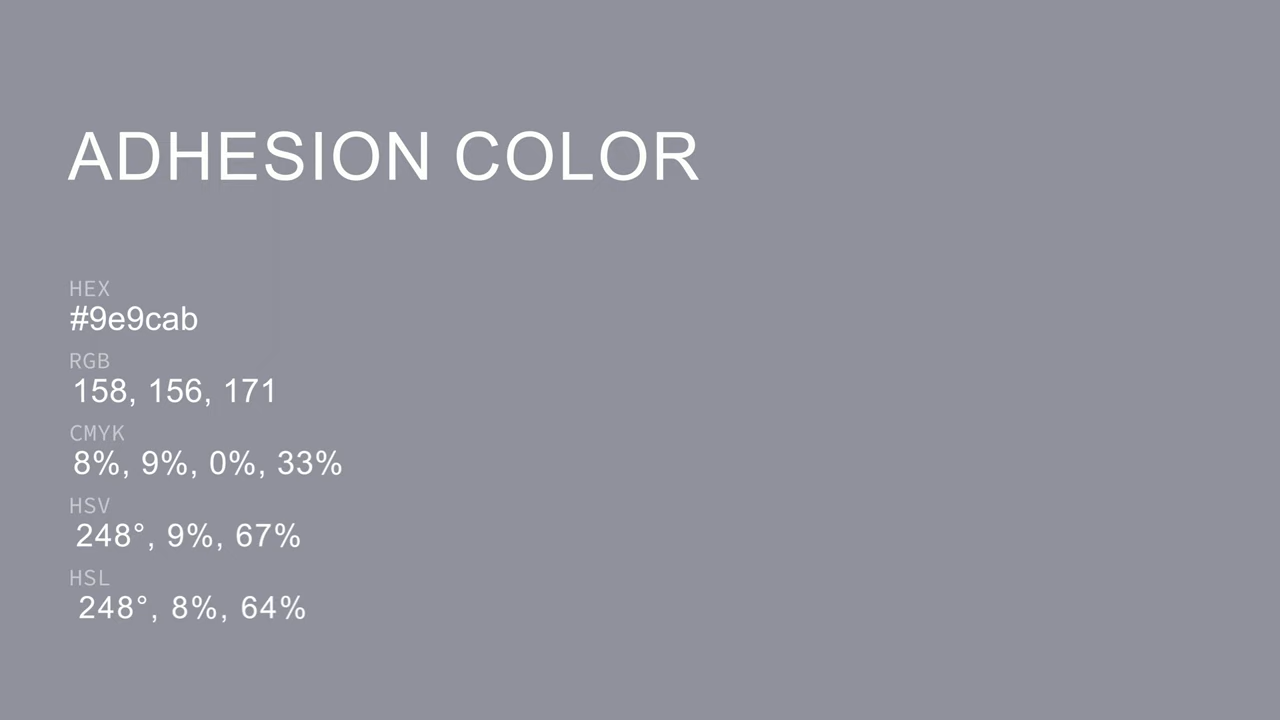 ADHESION COLOR
HEX
#9e9cab
RGB
158, 156, 171
CMYK
8%, 9%, 0%, 33%
HSV
248°, 9%, 67%
HSL
248°, 8%, 64%